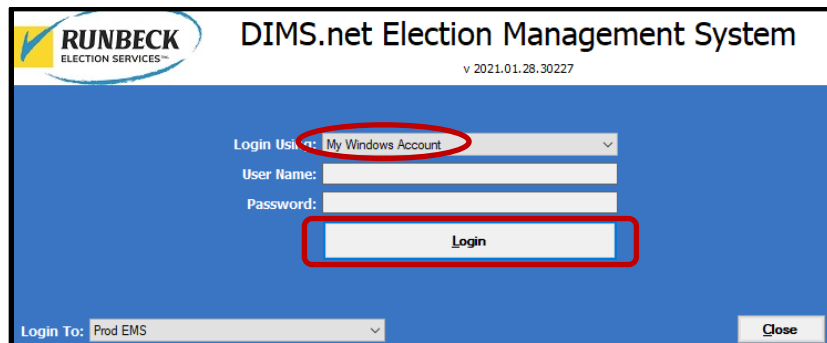 RUNBECK
ELECTION SERVICES℠
DIMS.net Election Management System
v 2021.01.28.30227
Login Using: My Windows Account
User Name:
Password:
Login
Login To: Prod EMS
Close